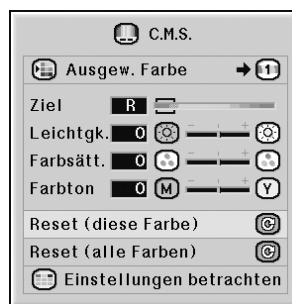 C.M.S.
Ausgew. Farbe 1
Ziel R
Leichtgk. 0 - +
Farbsätt. 0 - +
Farbton 0 M - + Y
Reset (diese Farbe)
Reset (alle Farben)
Einstellungen betrachten